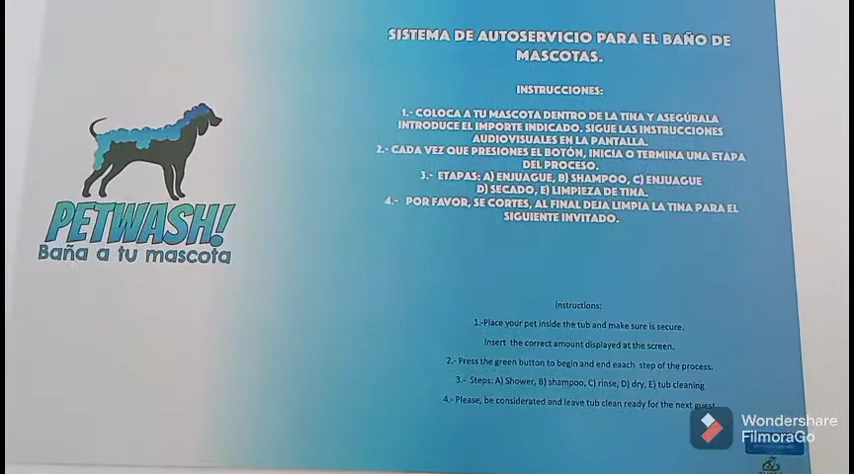 SISTEMA DE AUTOSERVICIO PARA EL BAÑO DE
MASCOTAS.
INSTRUCCIONES:
1.- COLOCA A TU MASCOTA DENTRO DE LA TINA Y ASEGÚRALA
INTRODUCE EL IMPORTE INDICADO. SIGUE LAS INSTRUCCIONES
AUDIOVISUALES EN LA PANTALLA.
2.- CADA VEZ QUE PRESIONES EL BOTÓN, INICIA O TERMINA UNA ETAPA
DEL PROCESO.
3.- ETAPAS: A) ENJUAGUE, B) SHAMPOO, C) ENJUAGUE
D) SECADO, E) LIMPIEZA DE TINA.
4.- POR FAVOR, SE CORTES, AL FINAL DEJA LIMPIA LA TINA PARA EL
SIGUIENTE INVITADO.
PETWASH!
Baña a tu mascota
Instructions:
1.-Place your pet inside the tub and make sure is secure.
Insert the correct amount displayed at the screen.
2.- Press the green button to begin and end eaach step of the process.
3.- Steps: A) Shower, B) shampoo, C) rinse, D) dry, E) tub cleaning
4.- Please, be considerated and leave tub clean ready for the next guest
Wondershare
FilmoraGo